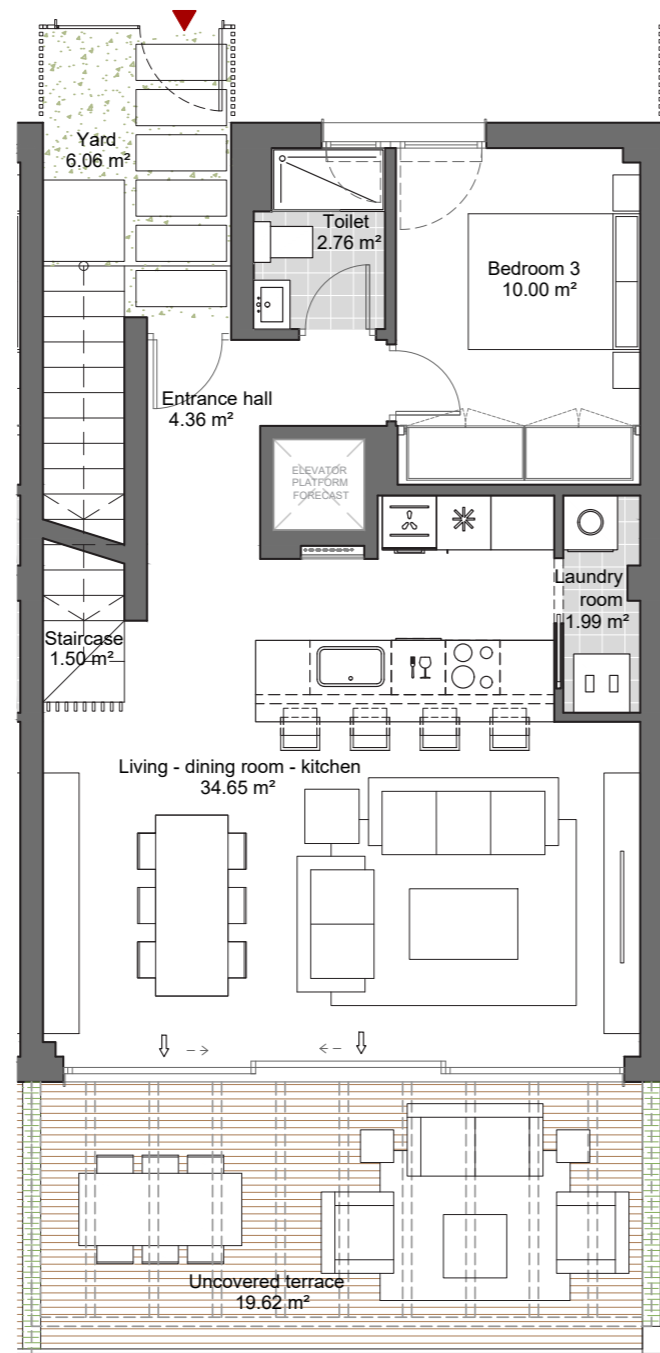 Yard
6.06 m²
Toilet
2.76 m²
Bedroom 3
10.00 m²
Entrance hall
4.36 m²
ELEVATOR
PLATFORM
FORECAST
Laundry
room
1.99 m²
Staircase
1.50 m²
Living - dining room - kitchen
34.65 m²
Uncovered terrace
19.62 m²